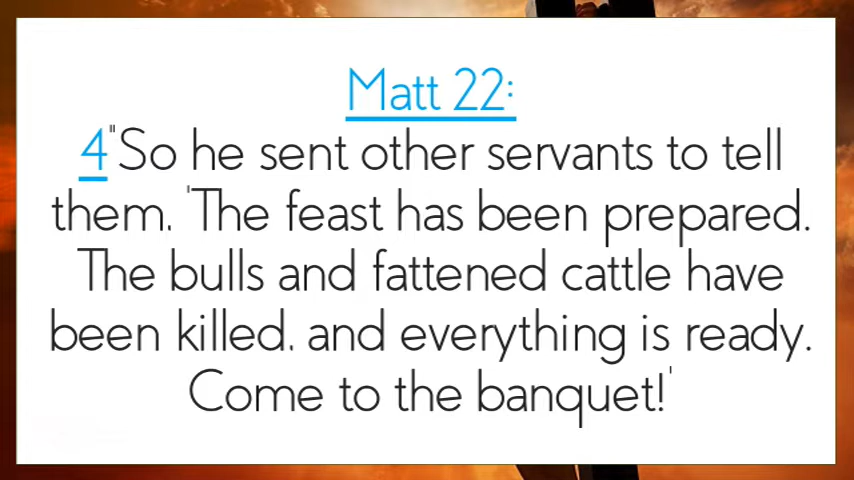 Matt 22:
4"So he sent other servants to tell
them, 'The feast has been prepared.
The bulls and fattened cattle have
been killed, and everything is ready.
Come to the banquet!'